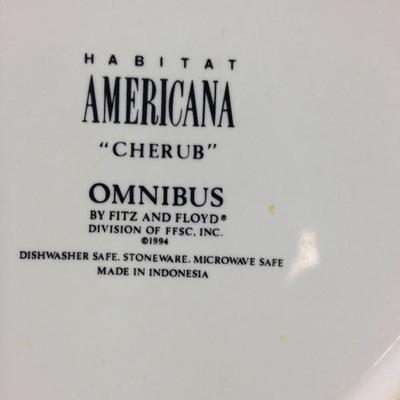 HABITAT
AMERICANA
"CHERUB"
OMNIBUS
BY FITZ AND FLOYD®
DIVISION OF FFSC, INC.
©1994
DISHWASHER SAFE. STONEWARE. MICROWAVE SAFE
MADE IN INDONESIA